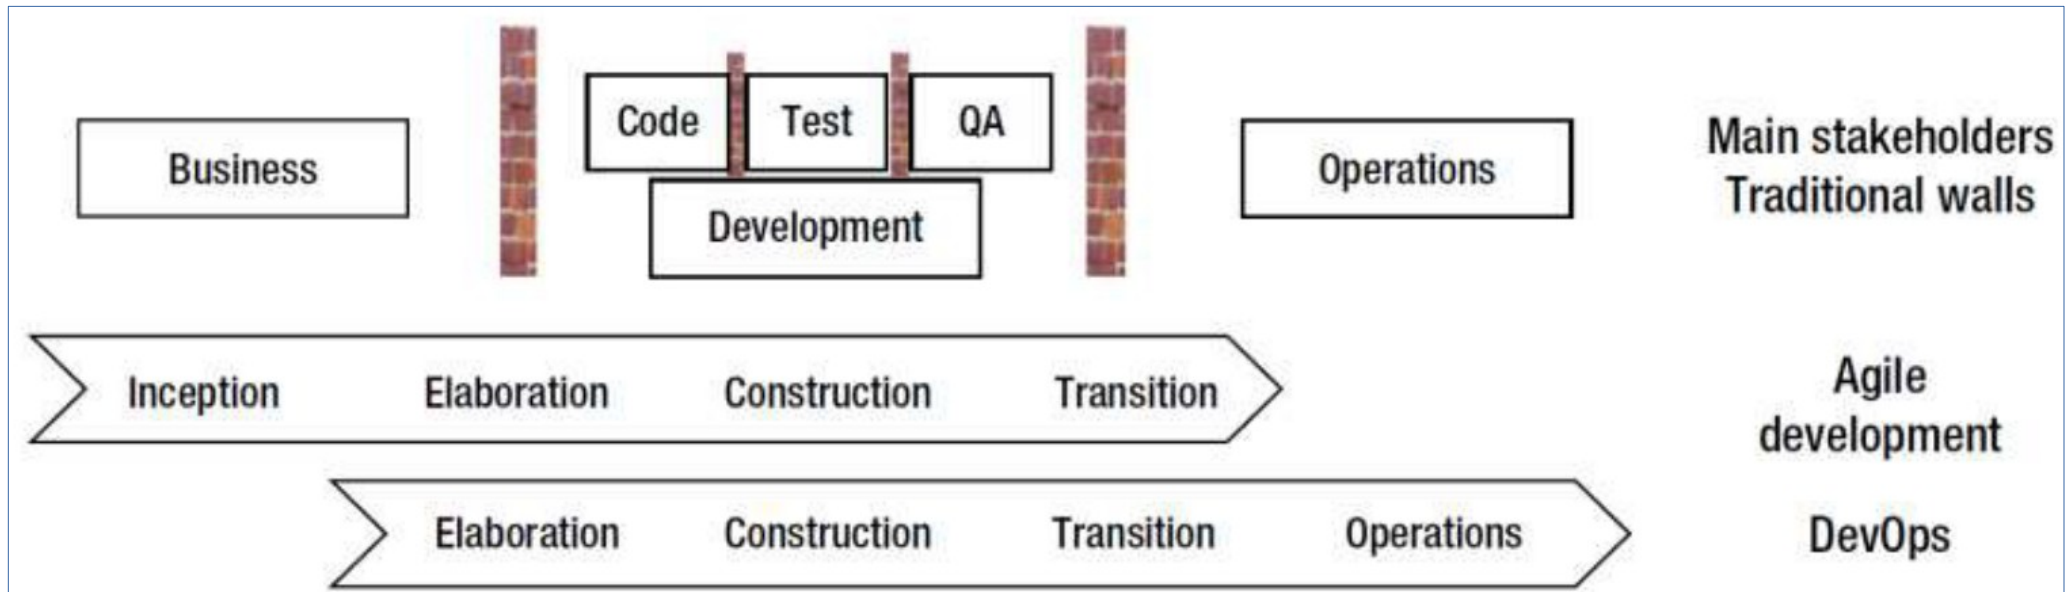 Code Test QA
Business Operations
Development
Main stakeholders
Traditional walls
Inception Elaboration Construction Transition
Agile
development
Elaboration Construction Transition Operations
DevOps